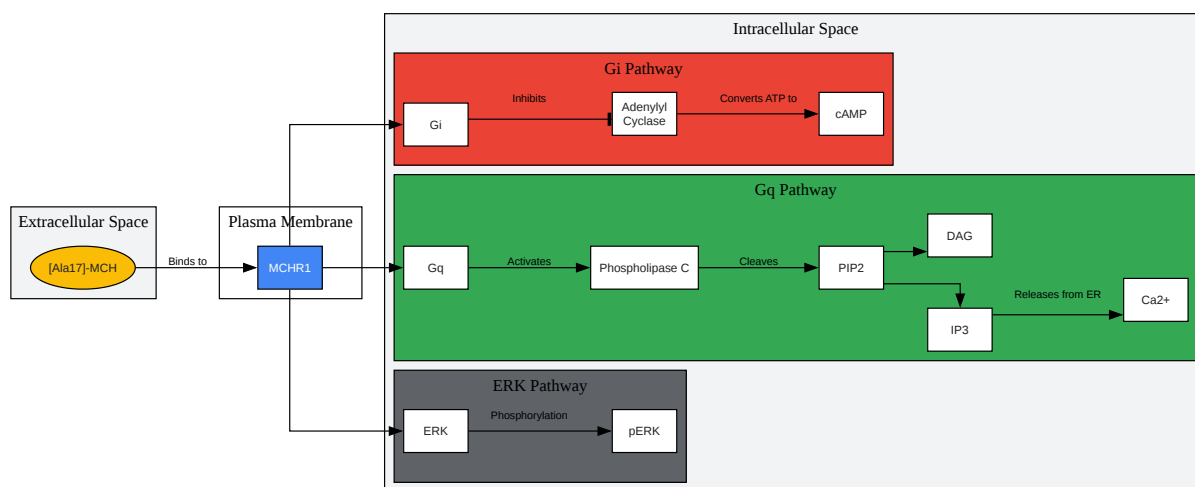 Intracellular Space
Gi Pathway
Gi
Inhibits
Adenylyl
Cyclase
Converts ATP to
cAMP
Gq Pathway
Extracellular Space
[Ala17]-MCH
Binds to
Plasma Membrane
MCHR1
Gq
Activates
Phospholipase C
Cleaves
PIP2
DAG
IP3
Releases from ER
Ca2+
ERK Pathway
ERK
Phosphorylation
pERK